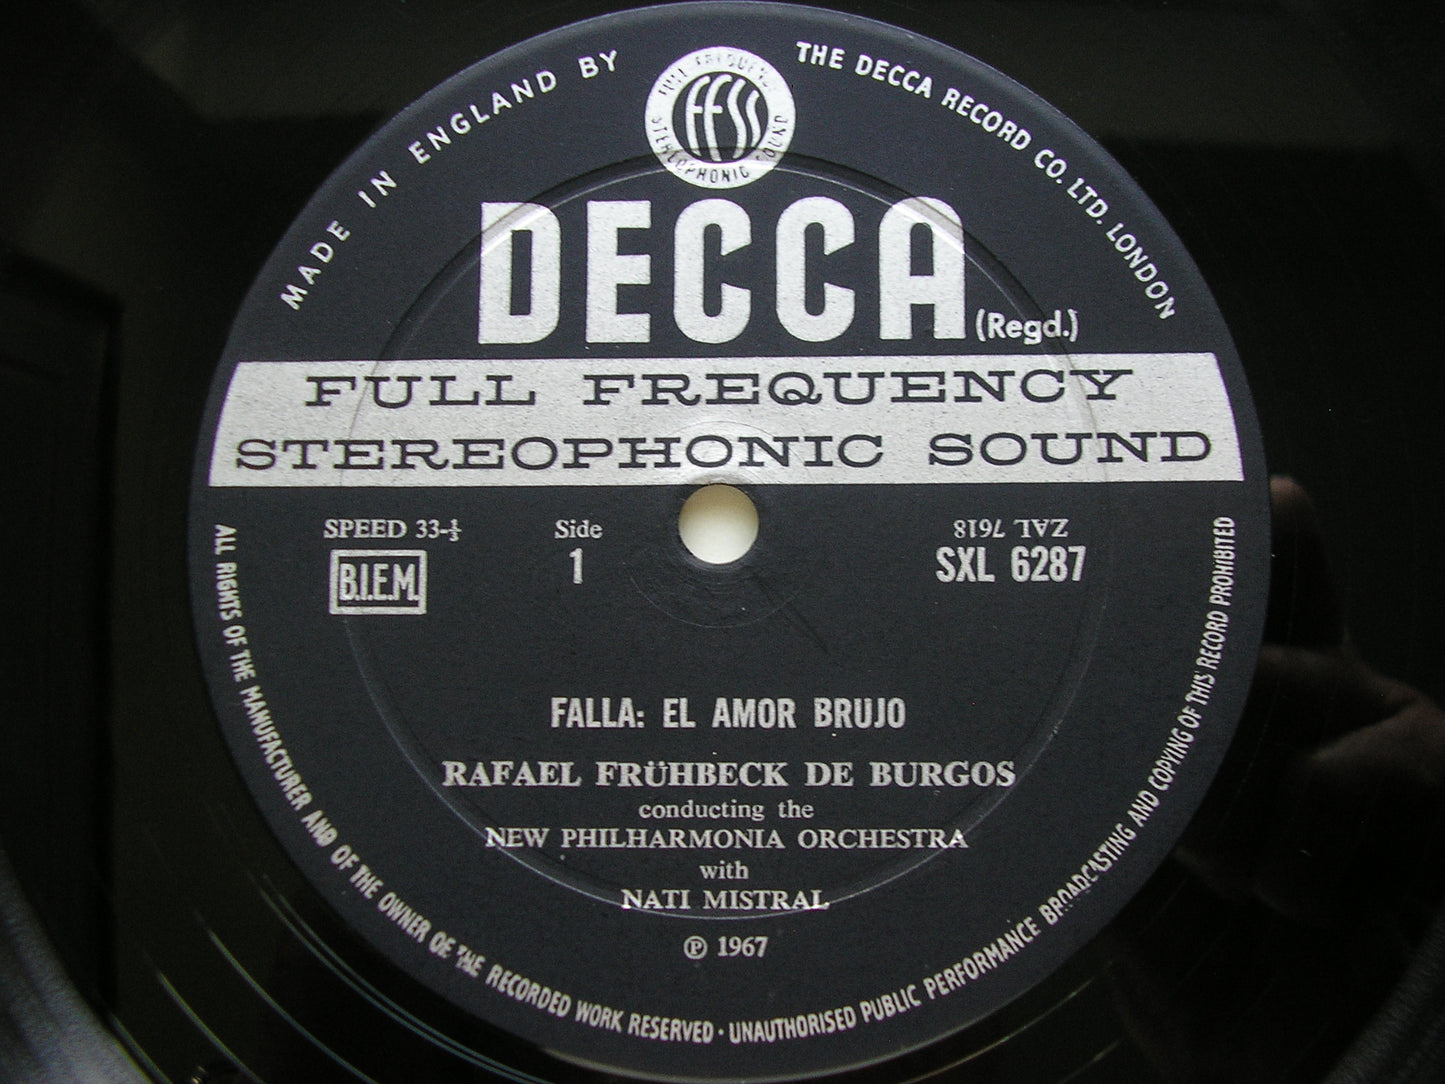 MADE IN ENGLAND BY
THE DECCA RECORD CO. LTD. LONDON
FULL FREQUENCY
ffss
STEREOPHONIC SOUND
DECCA
(Regd.)
FULL FREQUENCY
STEREOPHONIC SOUND
SPEED 33-⅓
Side
ZAL 7618
B.I.E.M.
1
SXL 6287
FALLA: EL AMOR BRUJO
RAFAEL FRÜHBECK DE BURGOS
conducting the
NEW PHILHARMONIA ORCHESTRA
with
NATI MISTRAL
℗ 1967
ALL RIGHTS OF THE MANUFACTURER AND OF THE OWNER OF THE RECORDED WORK RESERVED · UNAUTHORISED PUBLIC PERFORMANCE BROADCASTING AND COPYING OF THIS RECORD PROHIBITED